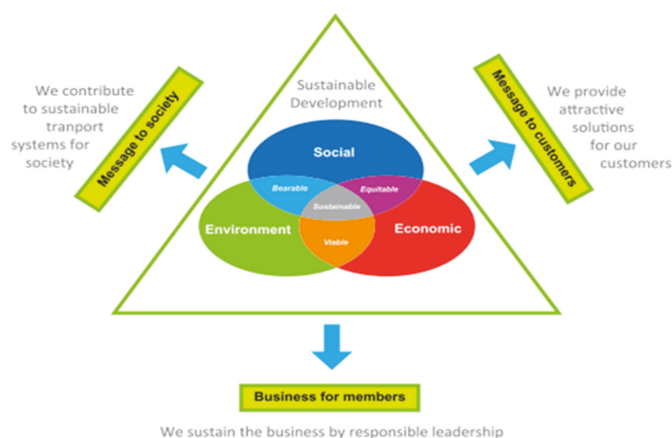 Sustainable
Development
We contribute
to sustainable
tranport
systems for
society
Message to society
We provide
attractive
solutions
for our
customers
Message to customers
Social
Bearable
Equitable
Sustainable
Environment
Economic
Viable
Business for members
We sustain the business by responsible leadership